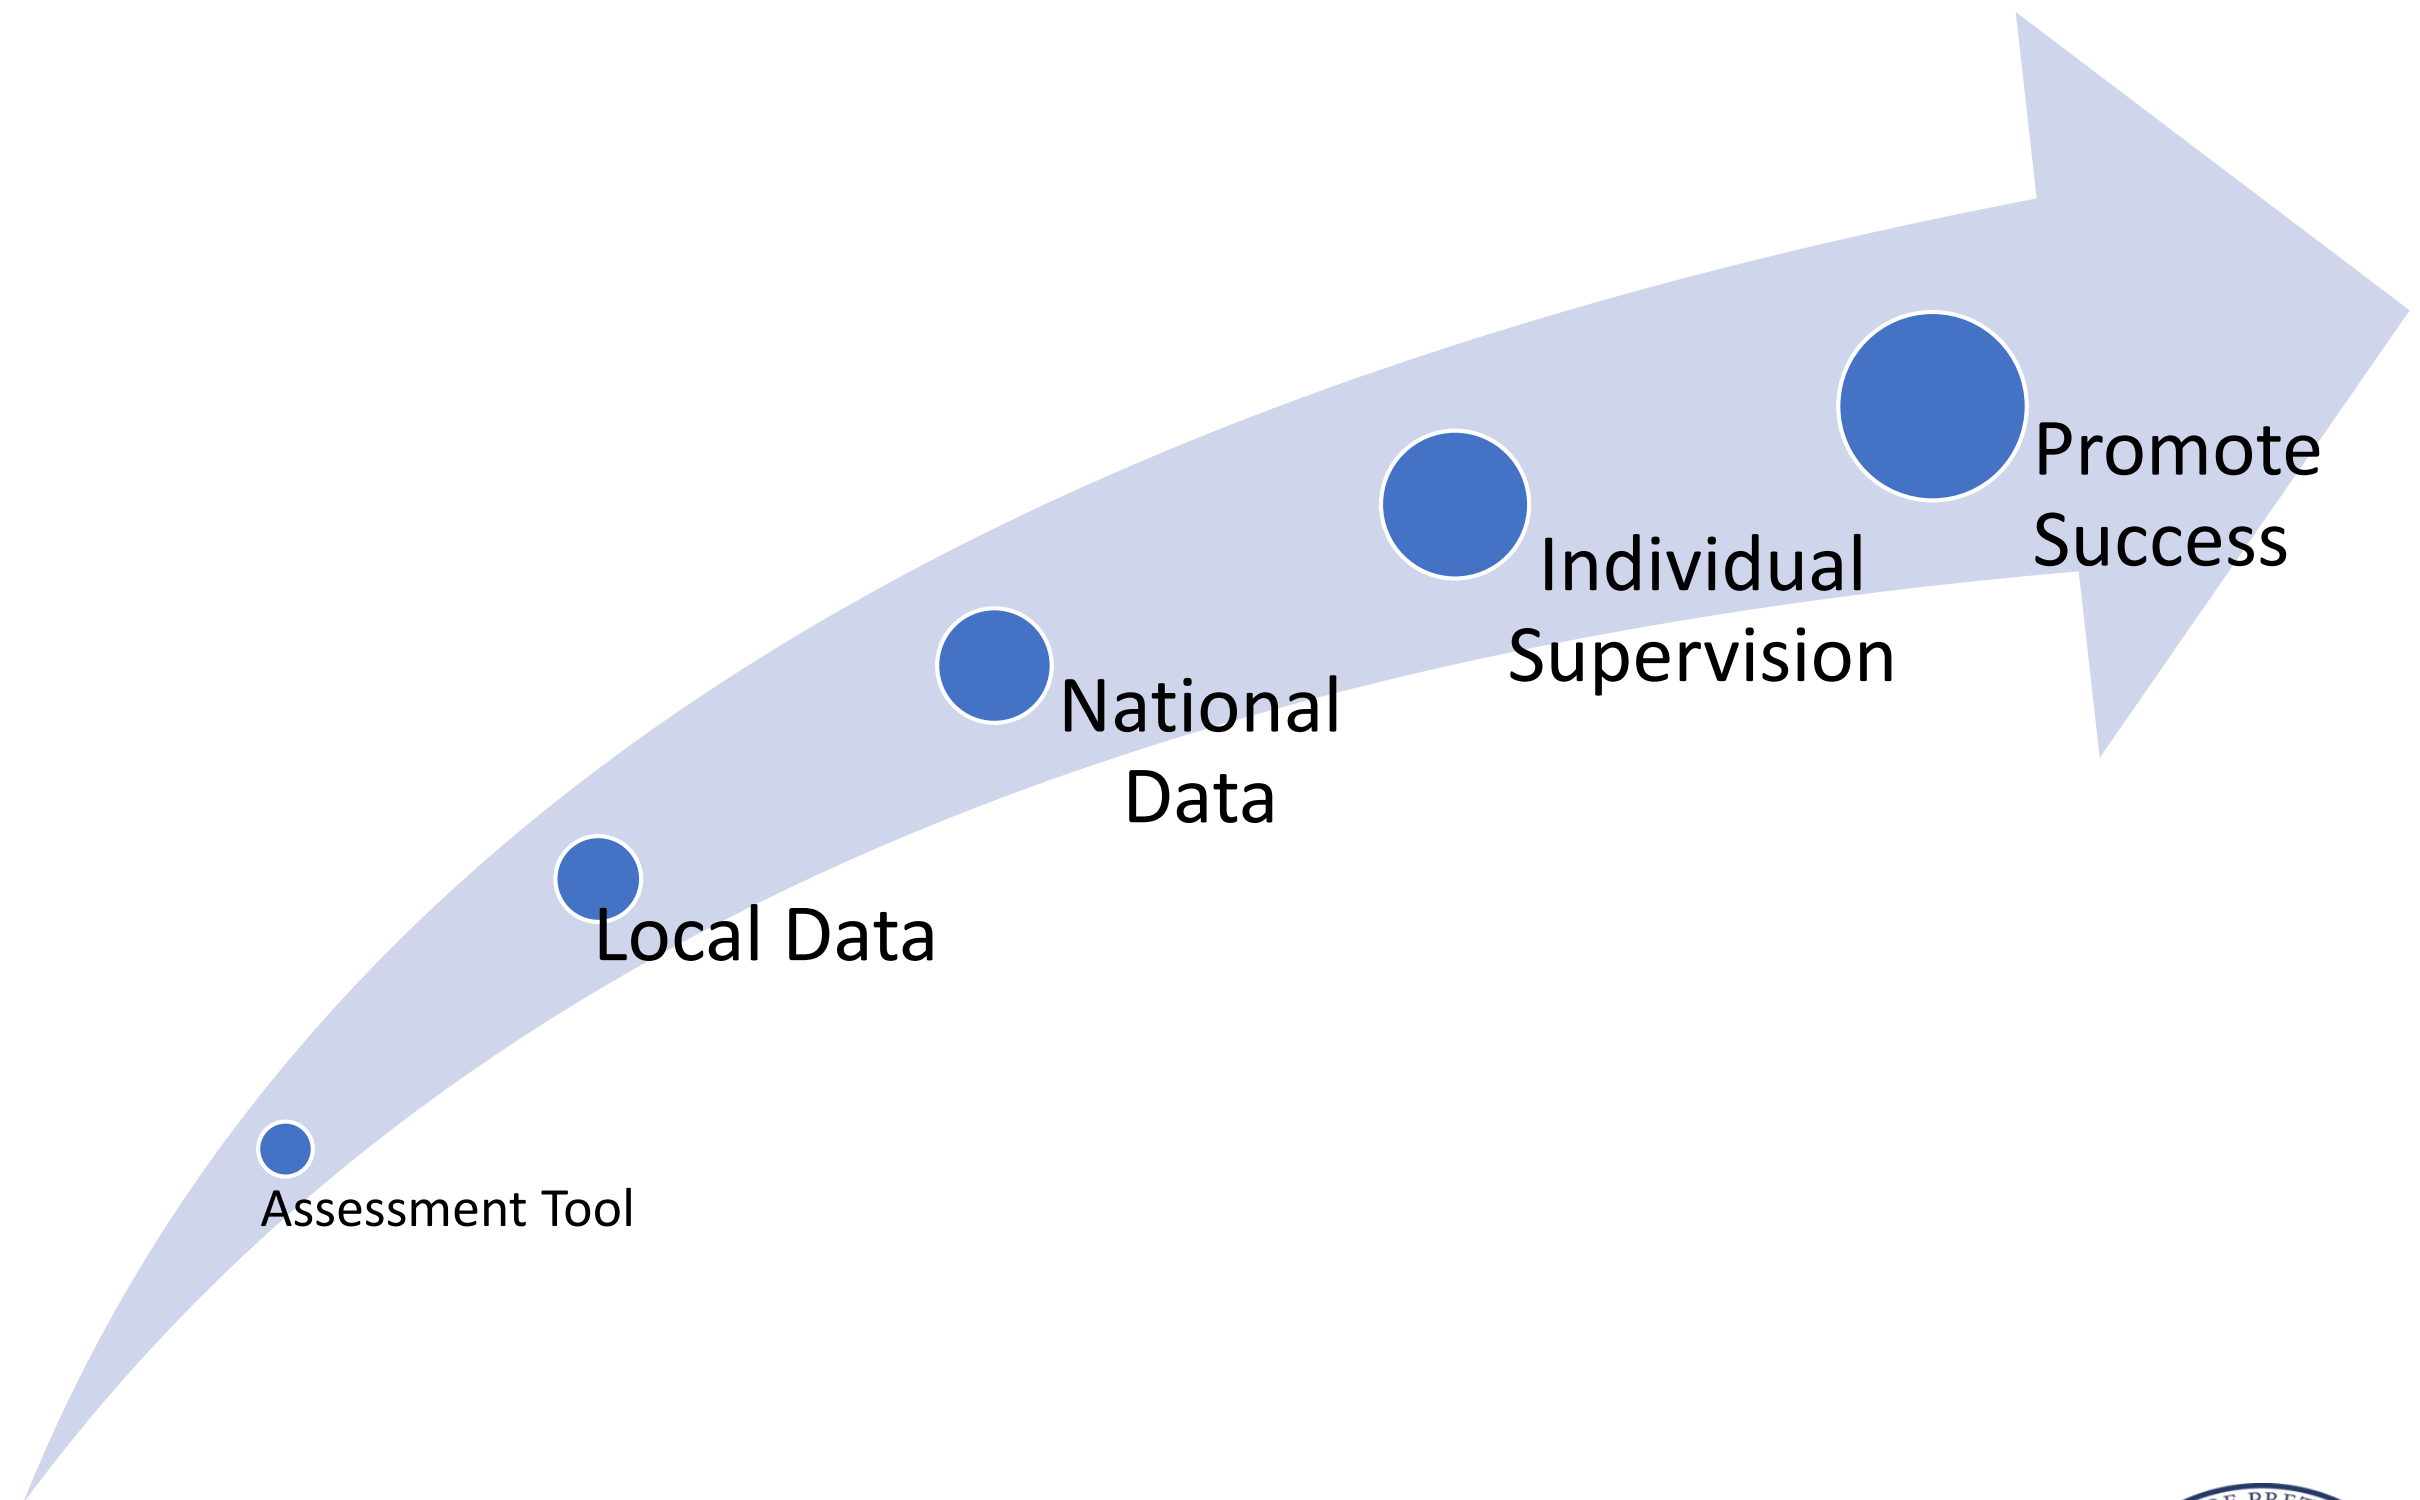 Promote
Success
Individual
Supervision
National
Data
Local Data
Assessment Tool